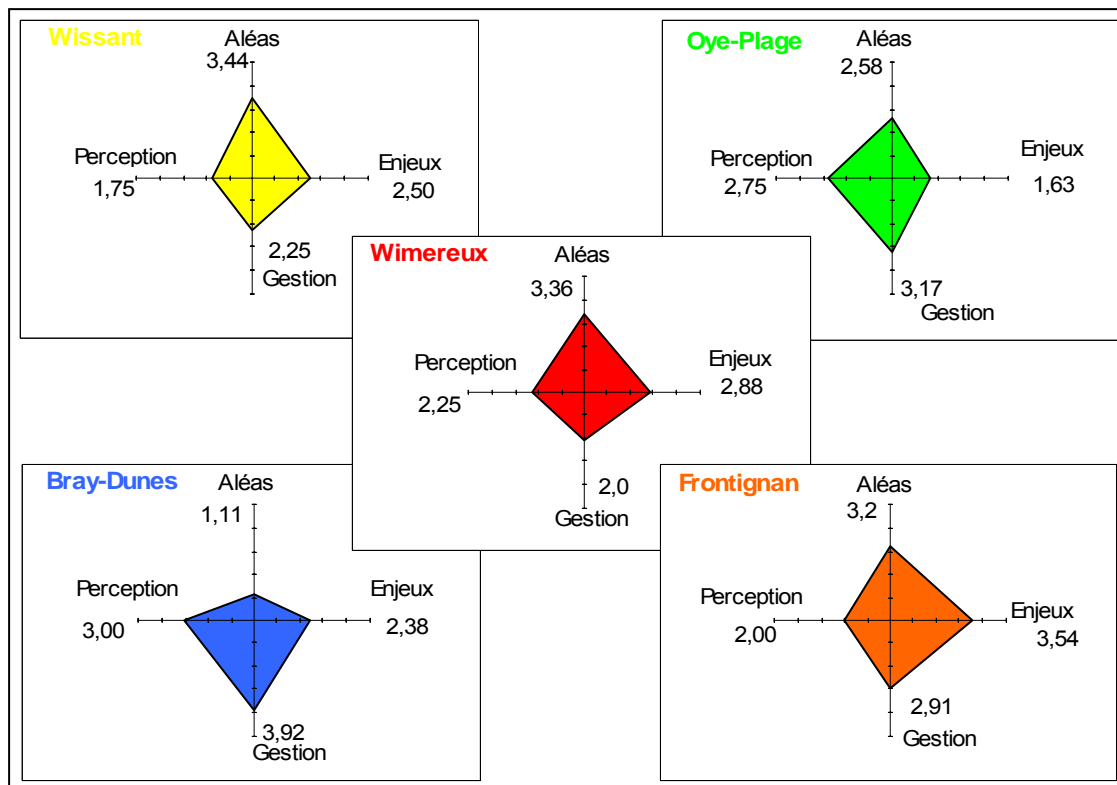 Wissant
Aléas
3,44
Perception
1,75
Enjeux
2,50
2,25
Gestion
Oye-Plage
Aléas
2,58
Perception
2,75
Enjeux
1,63
3,17
Gestion
Wimereux
Aléas
3,36
Perception
2,25
Enjeux
2,88
2,0
Gestion
Bray-Dunes
Aléas
1,11
Perception
3,00
Enjeux
2,38
3,92
Gestion
Frontignan
Aléas
3,2
Perception
2,00
Enjeux
3,54
2,91
Gestion